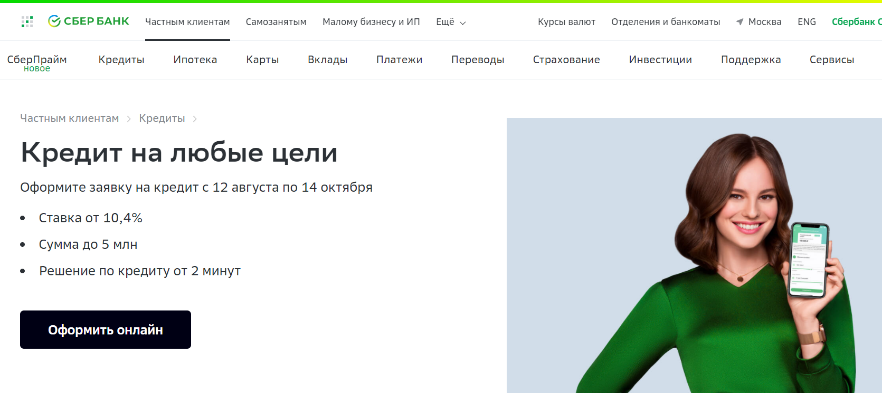 СБЕР БАНК Частным клиентам Самозанятым Малому бизнесу и ИП Ещё Курсы валют Отделения и банкоматы Москва ENG Сбербанк
СберПрайм Кредиты Ипотека Карты Вклады Платежи Переводы Страхование Инвестиции Поддержка Сервисы
новое
Частным клиентам Кредиты
Кредит на любые цели
Оформите заявку на кредит с 12 августа по 14 октября
Ставка от 10,4%
Сумма до 5 млн
Решение по кредиту от 2 минут
Оформить онлайн